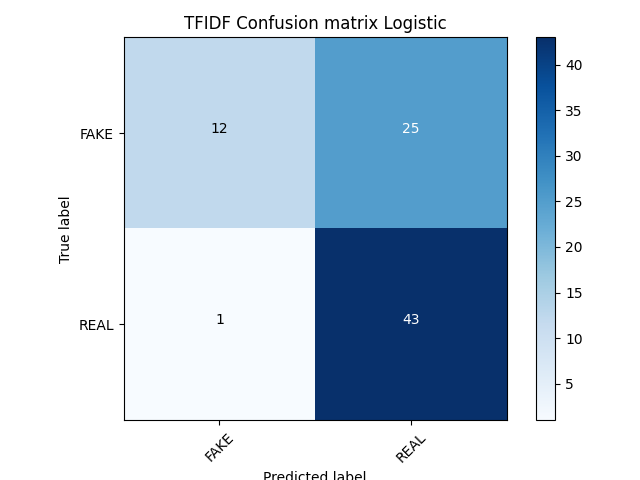 TFIDF Confusion matrix Logistic
True label
FAKE
12
25
REAL
1
43
FAKE
REAL
Predicted label
40
35
30
25
20
15
10
5